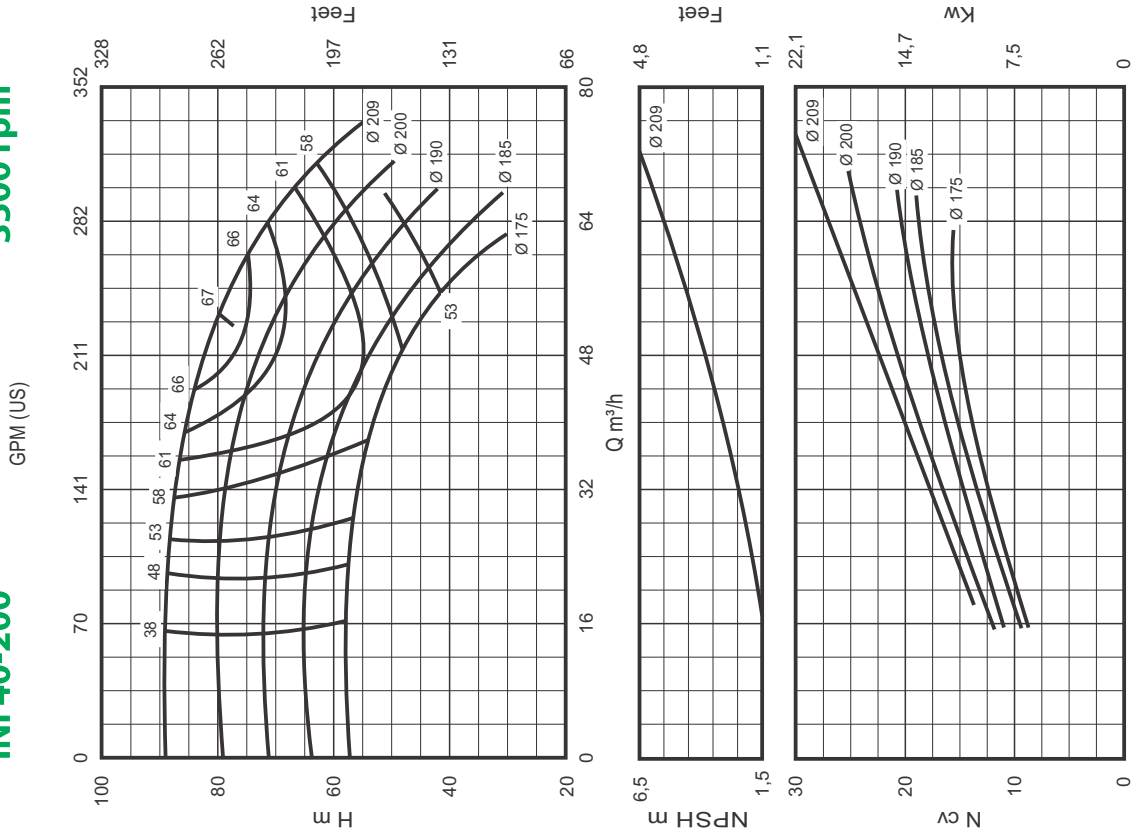 40-200
3500 rpm
GPM (US)
0
70
141
211
282
352
100
80
60
40
20
H m
328
262
197
131
66
Feet
38
48
53
58
61
64
66
67
66
64
61
58
53
Ø 209
Ø 200
Ø 190
Ø 185
Ø 175
0
16
32
48
64
80
Q m³/h
6,5
1,5
NPSH m
Ø 209
4,8
1,1
Feet
30
20
10
0
N cv
Ø 209
Ø 200
Ø 190
Ø 185
Ø 175
22,1
14,7
7,5
0
Kw